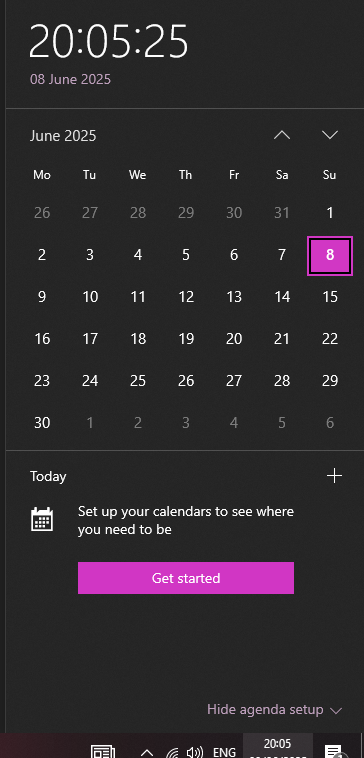 20:05:25
08 June 2025
June 2025
Mo Tu We Th Fr Sa Su
26 27 28 29 30 31 1
2 3 4 5 6 7 8
9 10 11 12 13 14 15
16 17 18 19 20 21 22
23 24 25 26 27 28 29
30 1 2 3 4 5 6
Today
Set up your calendars to see where
you need to be
Get started
Hide agenda setup
ENG 20:05